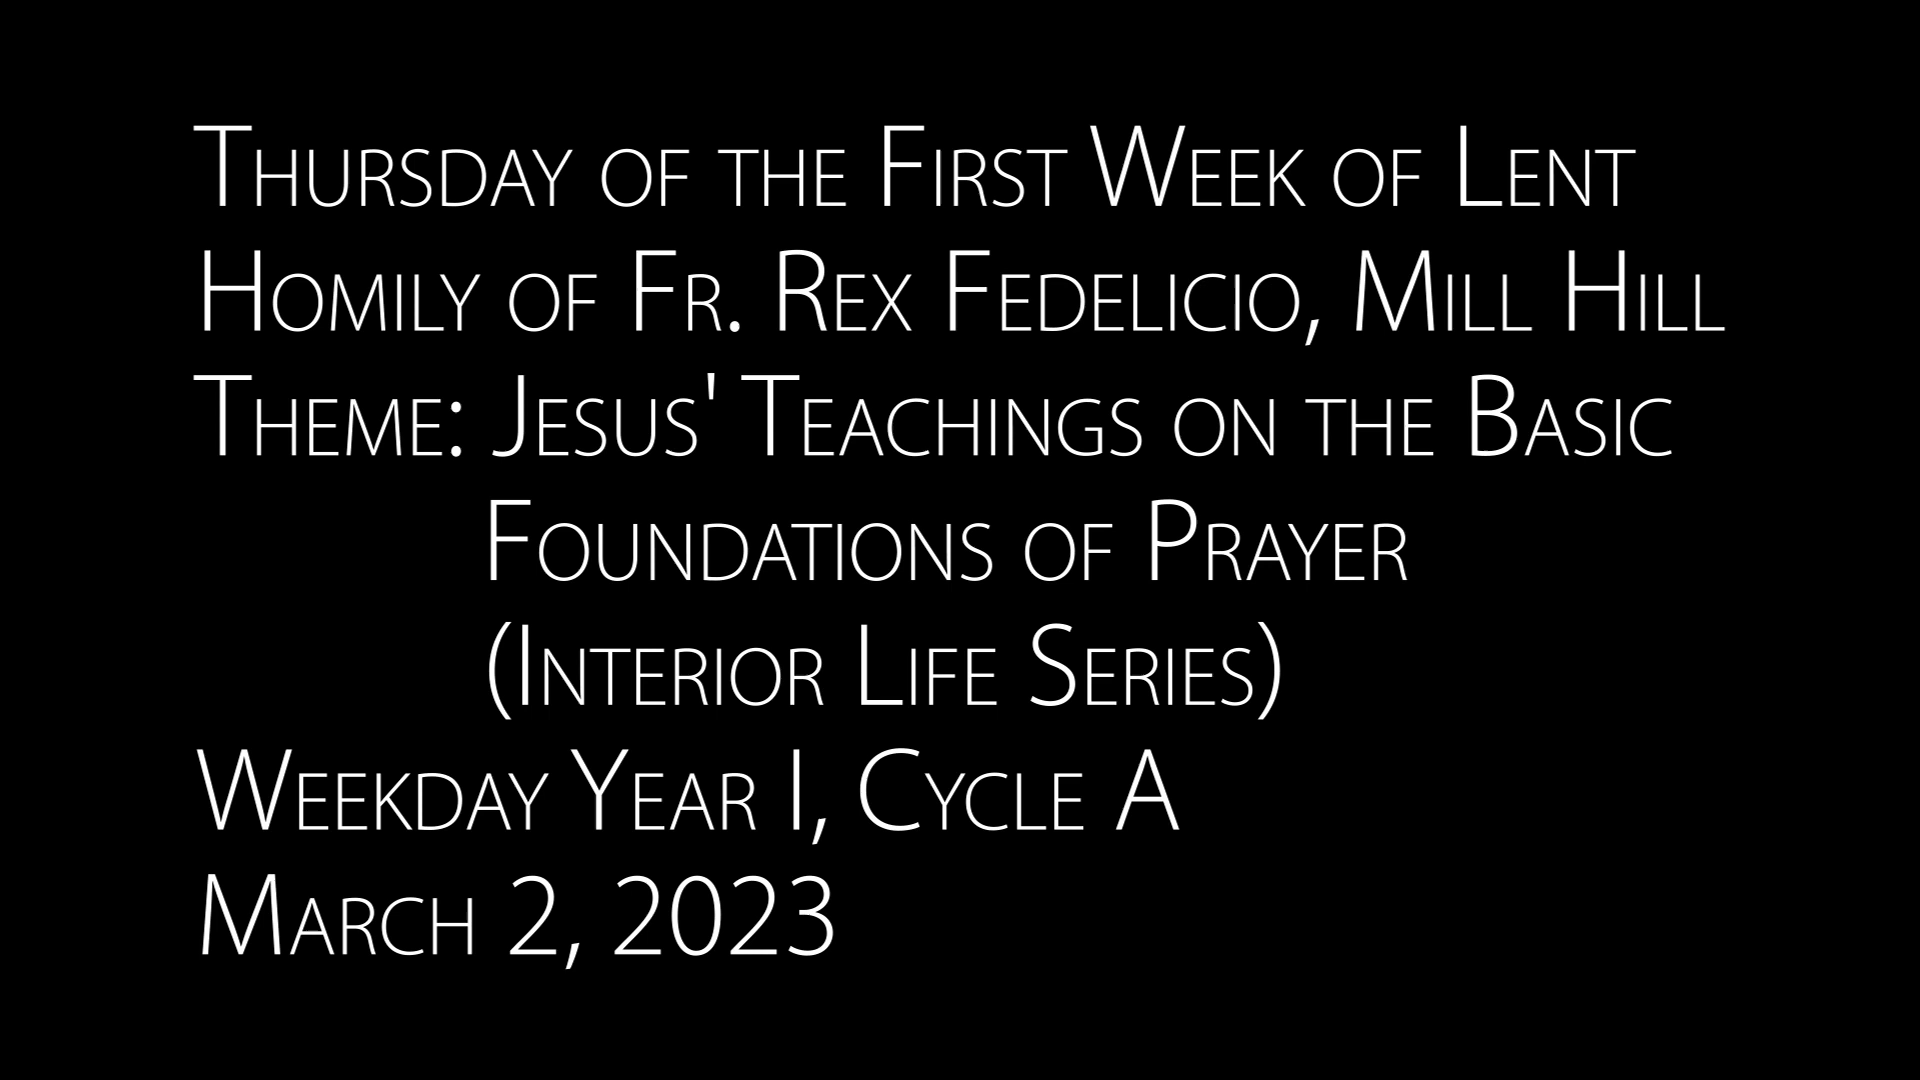 Thursday of the First Week of Lent
Homily of Fr. Rex Fedelicio, Mill Hill
Theme: Jesus' Teachings on the Basic
Foundations of Prayer
(Interior Life Series)
Weekday Year I, Cycle A
March 2, 2023